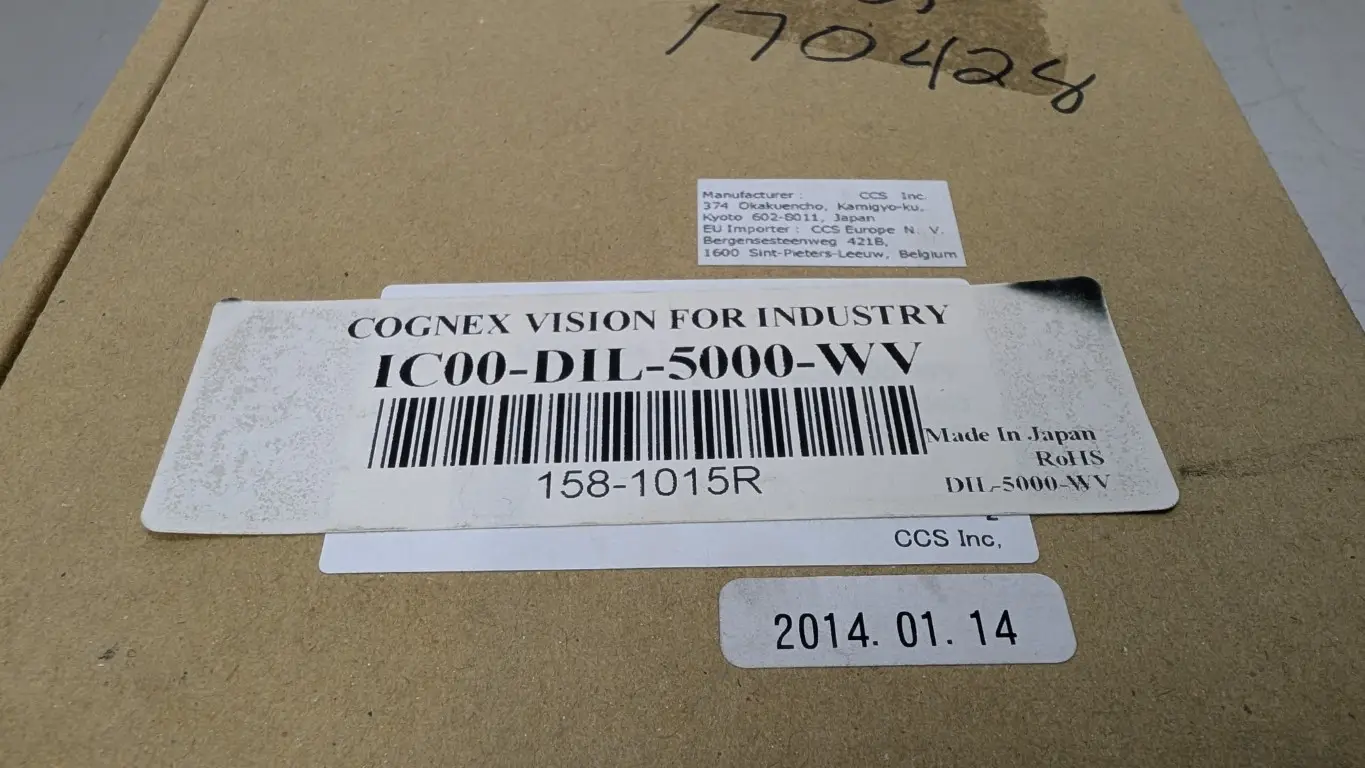 170428
Manufacturer : CCS Inc.
374 Okakuencho, Kamigyo-ku,
Kyoto 602-8011, Japan
EU Importer : CCS Europe N. V.
Bergensesteenweg 421B,
1600 Sint-Pieters-Leeuw, Belgium
COGNEX VISION FOR INDUSTRY
IC00-DIL-5000-WV
158-1015R
Made In Japan
RoHS
DIL-5000-WV
CCS Inc,
2014. 01. 14